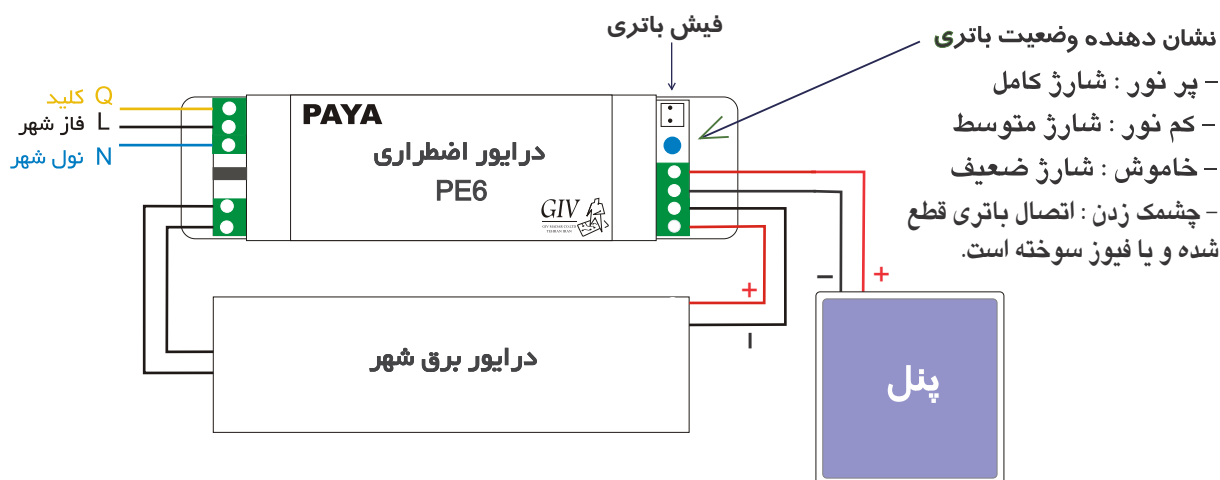 فیش باتری
نشان دهنده وضعیت باتری
– پر نور : شارژ کامل
– کم نور : شارژ متوسط
– خاموش : شارژ ضعیف
– چشمک زدن : اتصال باتری قطع
شده و یا فیوز سوخته است.
Q کلید
L فاز شهر
N نول شهر
PAYA
درایور اضطراری
PE6
GIV
+
–
–
+
درایور برق شهر
پنل